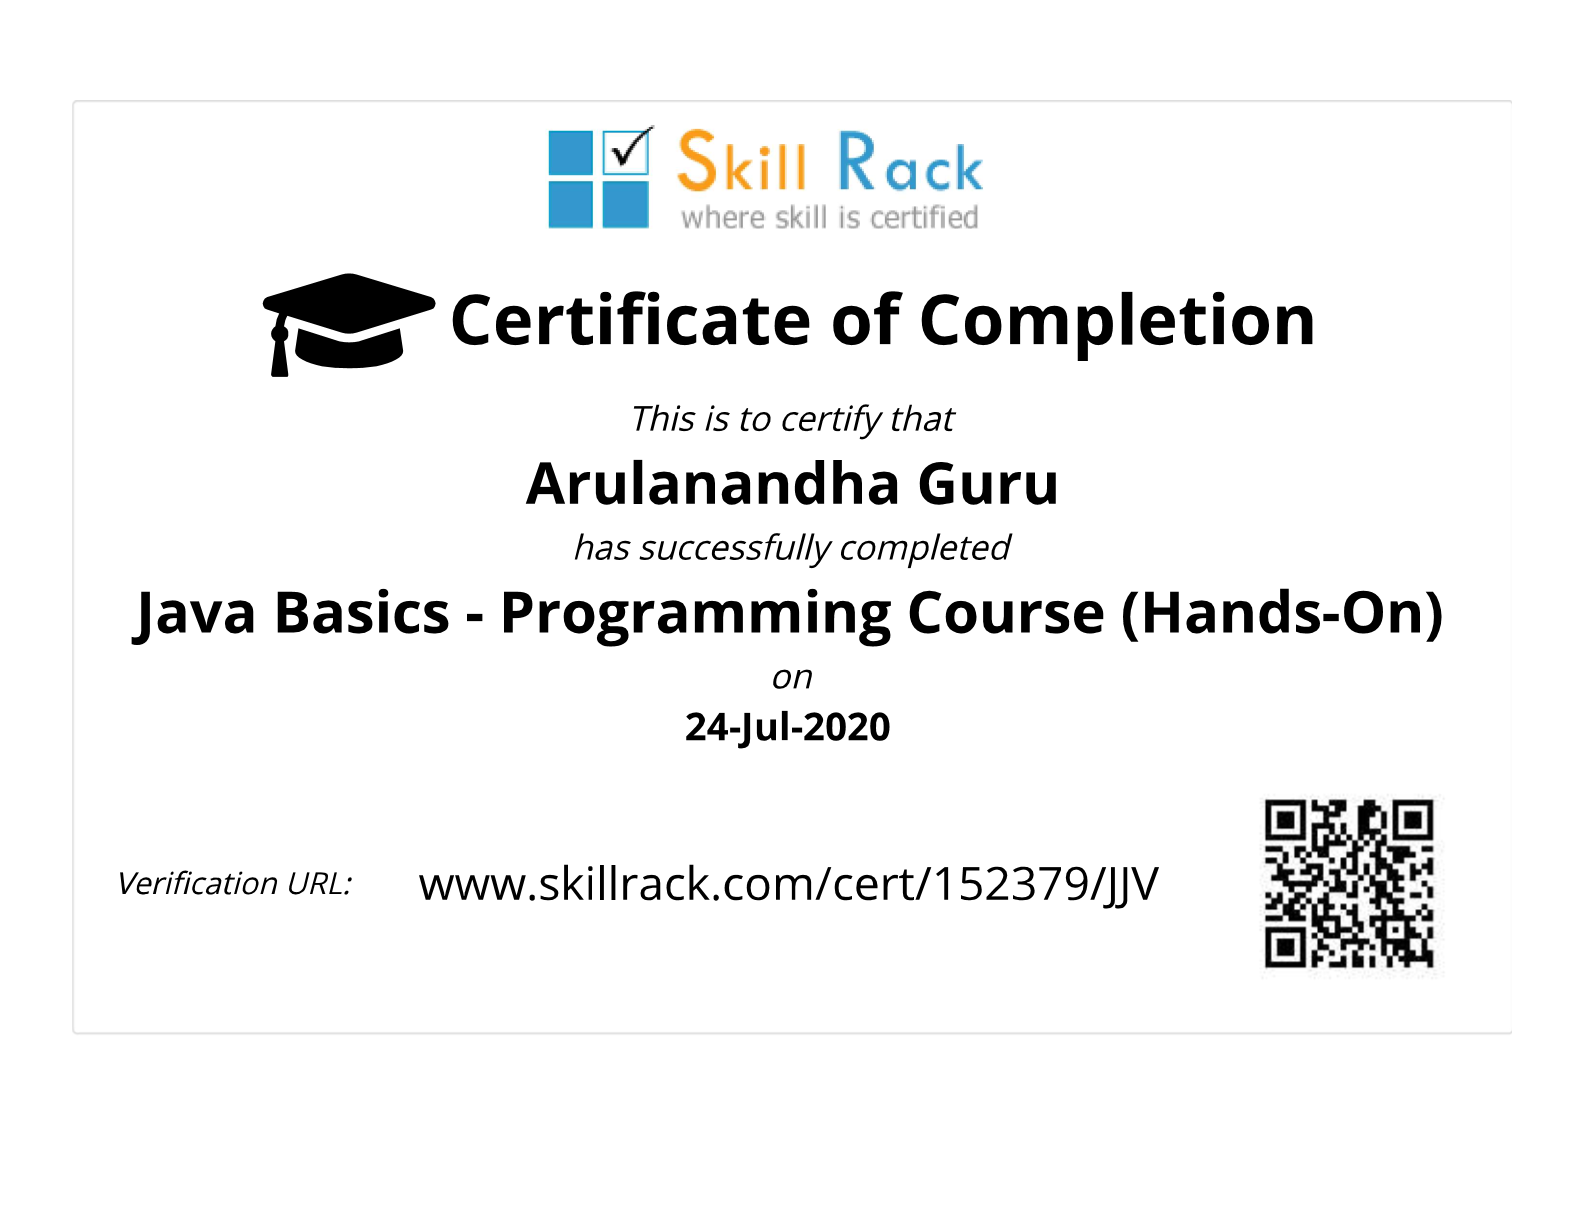 Skill Rack
where skill is certified
Certificate of Completion
This is to certify that
Arulanandha Guru
has successfully completed
Java Basics - Programming Course (Hands-On)
on
24-Jul-2020
Verification URL: www.skillrack.com/cert/152379/JJV